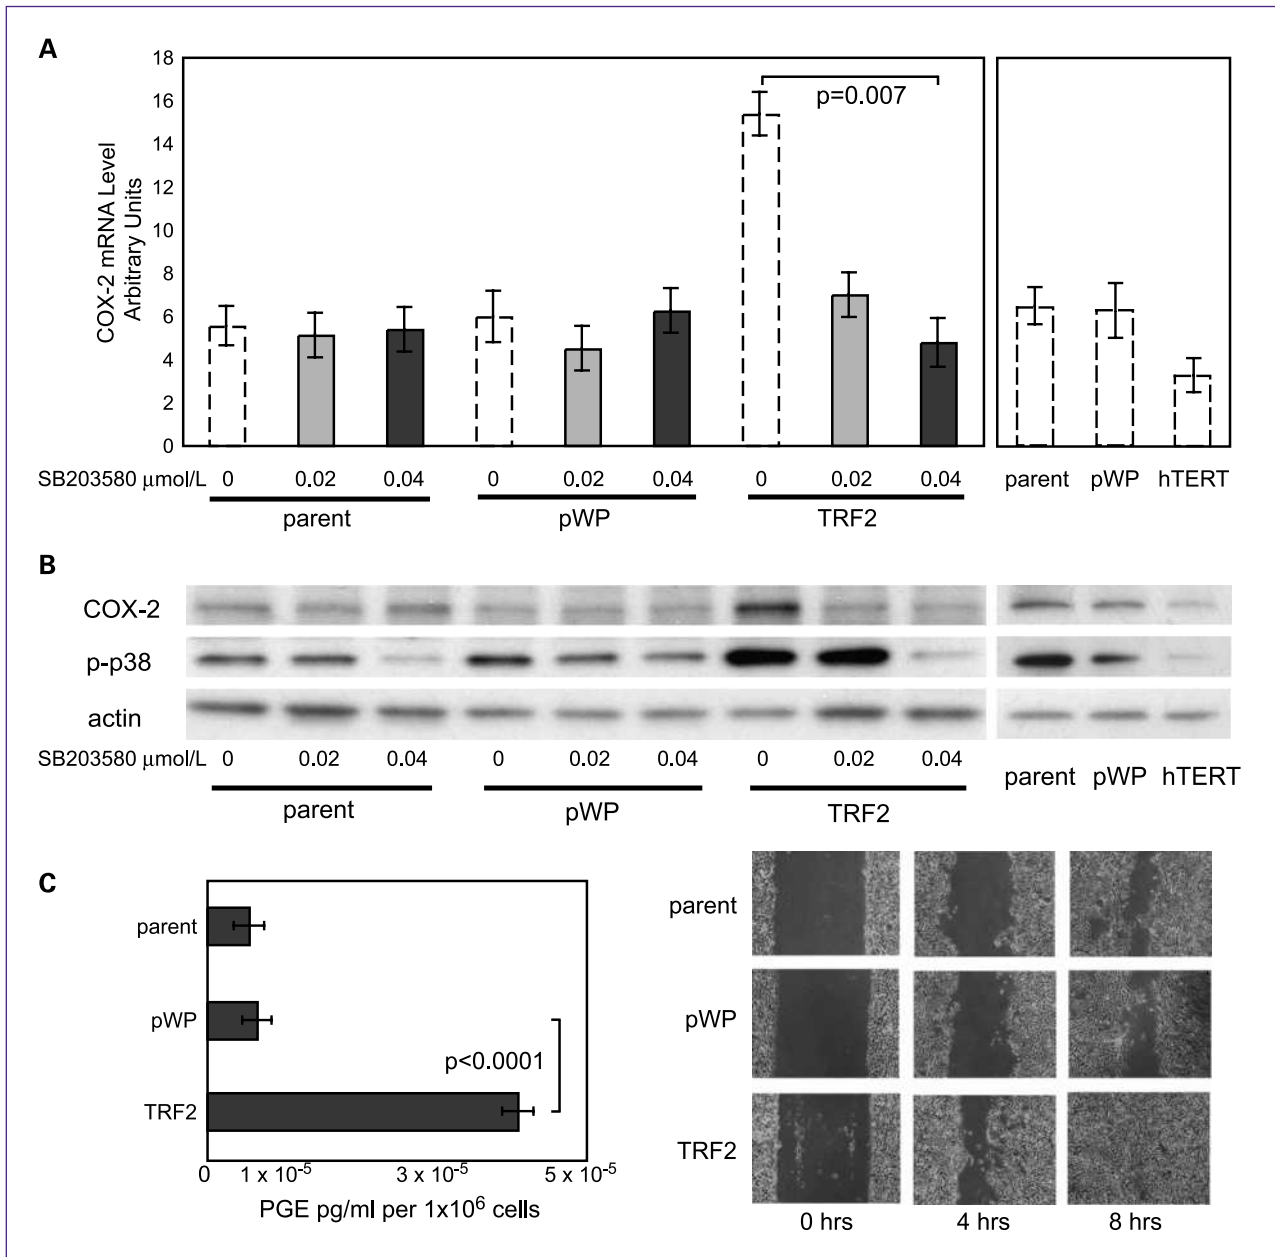 A
18
16
14
12
10
8
6
4
2
0
COX-2 mRNA Level
Arbitrary Units
p=0.007
SB203580 μmol/L 0 0.02 0.04 0 0.02 0.04 0 0.02 0.04
parent pWP TRF2
parent pWP hTERT
B
COX-2
p-p38
actin
SB203580 μmol/L 0 0.02 0.04 0 0.02 0.04 0 0.02 0.04
parent pWP TRF2
parent pWP hTERT
C
parent
pWP
TRF2
p<0.0001
0 1 x 10⁻⁵ 3 x 10⁻⁵ 5 x 10⁻⁵
PGE pg/ml per 1x10⁶ cells
parent
pWP
TRF2
0 hrs 4 hrs 8 hrs